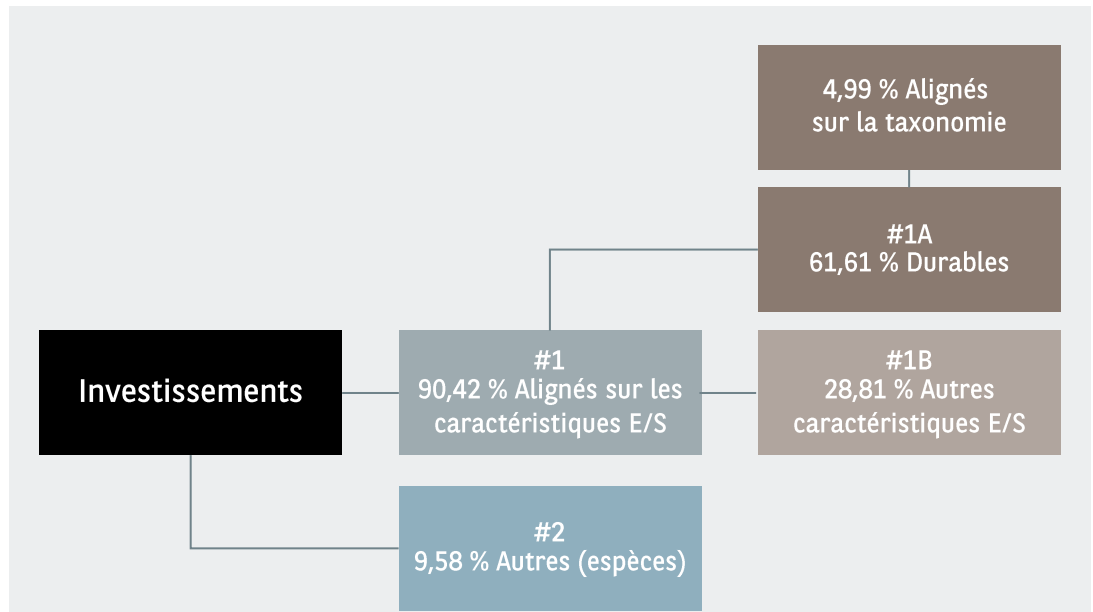 4,99 % Alignés
sur la taxonomie
#1A
61,61 % Durables
Investissements
#1
90,42 % Alignés sur les
caractéristiques E/S
#1B
28,81 % Autres
caractéristiques E/S
#2
9,58 % Autres (espèces)